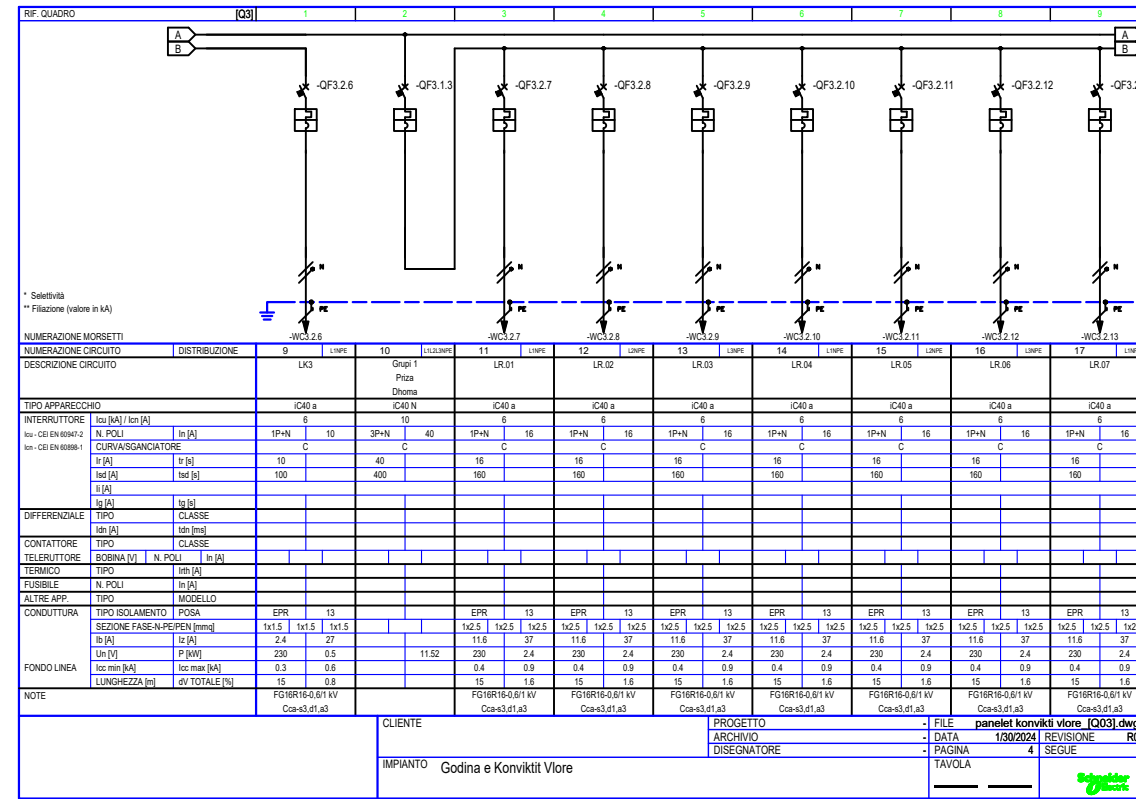 RIF. QUADRO [Q3] 1 2 3 4 5 6 7 8 9
A A
B B
-QF3.2.6 -QF3.1.3 -QF3.2.7 -QF3.2.8 -QF3.2.9 -QF3.2.10 -QF3.2.11 -QF3.2.12 -QF3.2
N N N N N N N
* Selettività
** Filiazione (valore in kA)
PE PE PE PE PE PE PE PE
NUMERAZIONE MORSETTI -WC3.2.6 -WC3.2.7 -WC3.2.8 -WC3.2.9 -WC3.2.10 -WC3.2.11 -WC3.2.12 -WC3.2.13
NUMERAZIONE CIRCUITO DISTRIBUZIONE 9 L1NPE 10 L1L2L3NPE 11 L1NPE 12 L2NPE 13 L3NPE 14 L1NPE 15 L2NPE 16 L3NPE 17 L1NPE
DESCRIZIONE CIRCUITO LK3 Grupi 1 LR.01 LR.02 LR.03 LR.04 LR.05 LR.06 LR.07
Priza
Dhoma
TIPO APPARECCHIO iC40 a iC40 N iC40 a iC40 a iC40 a iC40 a iC40 a iC40 a iC40 a
INTERRUTTORE Icu [kA] / Icn [A] 6 10 6 6 6 6 6 6 6
Icu - CEI EN 60947-2 N. POLI In [A] 1P+N 10 3P+N 40 1P+N 16 1P+N 16 1P+N 16 1P+N 16 1P+N 16 1P+N 16 1P+N 16
Icn - CEI EN 60898-1 CURVA/SGANCIATORE C C C C C C C C C
Ir [A] tr [s] 10 40 16 16 16 16 16 16 16
Isd [A] tsd [s] 100 400 160 160 160 160 160 160 160
Ii [A]
Ig [A] tg [s]
DIFFERENZIALE TIPO CLASSE
Idn [A] tdn [ms]
CONTATTORE TIPO CLASSE
TELERUTTORE BOBINA [V] N. POLI In [A]
TERMICO TIPO Irth [A]
FUSIBILE N. POLI In [A]
ALTRE APP. TIPO MODELLO
CONDUTTURA TIPO ISOLAMENTO POSA EPR 13 EPR 13 EPR 13 EPR 13 EPR 13 EPR 13 EPR 13 EPR 13
SEZIONE FASE-N-PE/PEN [mmq] 1x1.5 1x1.5 1x1.5 1x2.5 1x2.5 1x2.5 1x2.5 1x2.5 1x2.5 1x2.5 1x2.5 1x2.5 1x2.5 1x2.5 1x2.5 1x2.5 1x2.5 1x2.5 1x2.5 1x2.5 1x2.5 1x2.5 1x2.5 1x2.5
Ib [A] Iz [A] 2.4 27 11.6 37 11.6 37 11.6 37 11.6 37 11.6 37 11.6 37 11.6 37
Un [V] P [kW] 230 0.5 11.52 230 2.4 230 2.4 230 2.4 230 2.4 230 2.4 230 2.4 230 2.4
FONDO LINEA Icc min [kA] Icc max [kA] 0.3 0.6 0.4 0.9 0.4 0.9 0.4 0.9 0.4 0.9 0.4 0.9 0.4 0.9 0.4 0.9
LUNGHEZZA [m] dV TOTALE [%] 15 0.8 15 1.6 15 1.6 15 1.6 15 1.6 15 1.6 15 1.6 15 1.6
NOTE FG16R16-0,6/1 kV FG16R16-0,6/1 kV FG16R16-0,6/1 kV FG16R16-0,6/1 kV FG16R16-0,6/1 kV FG16R16-0,6/1 kV FG16R16-0,6/1 kV FG16R16-0,6/1 kV
Cca-s3,d1,a3 Cca-s3,d1,a3 Cca-s3,d1,a3 Cca-s3,d1,a3 Cca-s3,d1,a3 Cca-s3,d1,a3 Cca-s3,d1,a3 Cca-s3,d1,a3
CLIENTE PROGETTO - FILE panelet konvikti vlore_[Q03].dwg
ARCHIVIO - DATA 1/30/2024 REVISIONE R0
DISEGNATORE - PAGINA 4 SEGUE
IMPIANTO Godina e Konviktit Vlore TAVOLA
Schneider
Electric